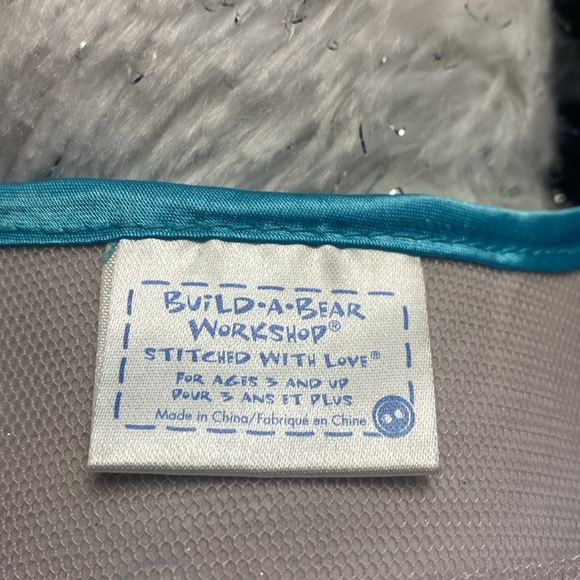 BUILD•A•BEAR
WORKSHOP®
STITCHED WITH LOVE®
FOR AGES 3 AND UP
POUR 3 ANS ET PLUS
Made in China/Fabriqué en Chine